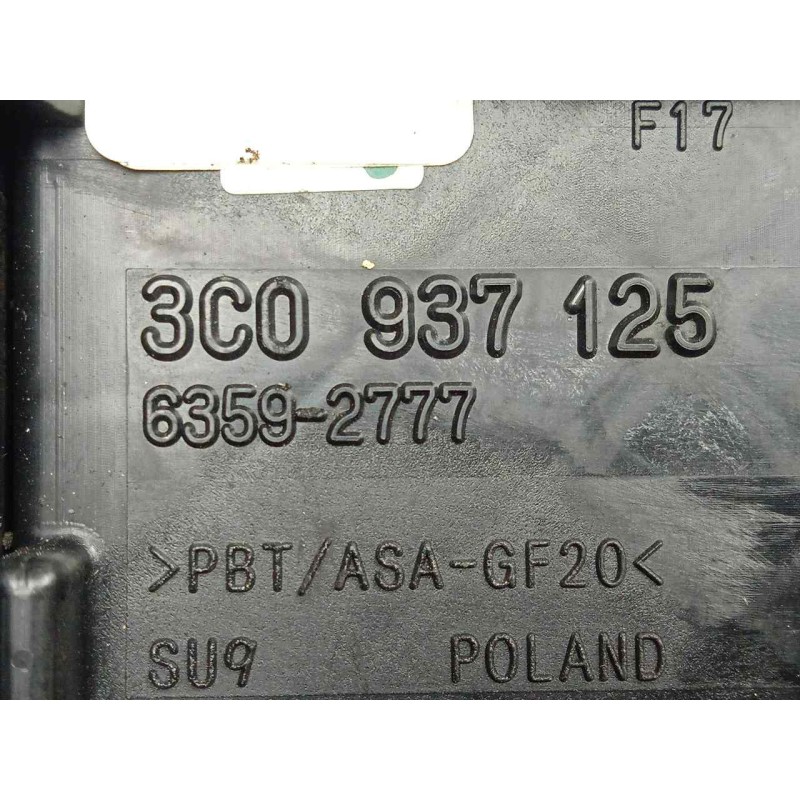 F17
3C0 937 125
6359-2777
>PBT/ASA-GF20<
SU9 POLAND